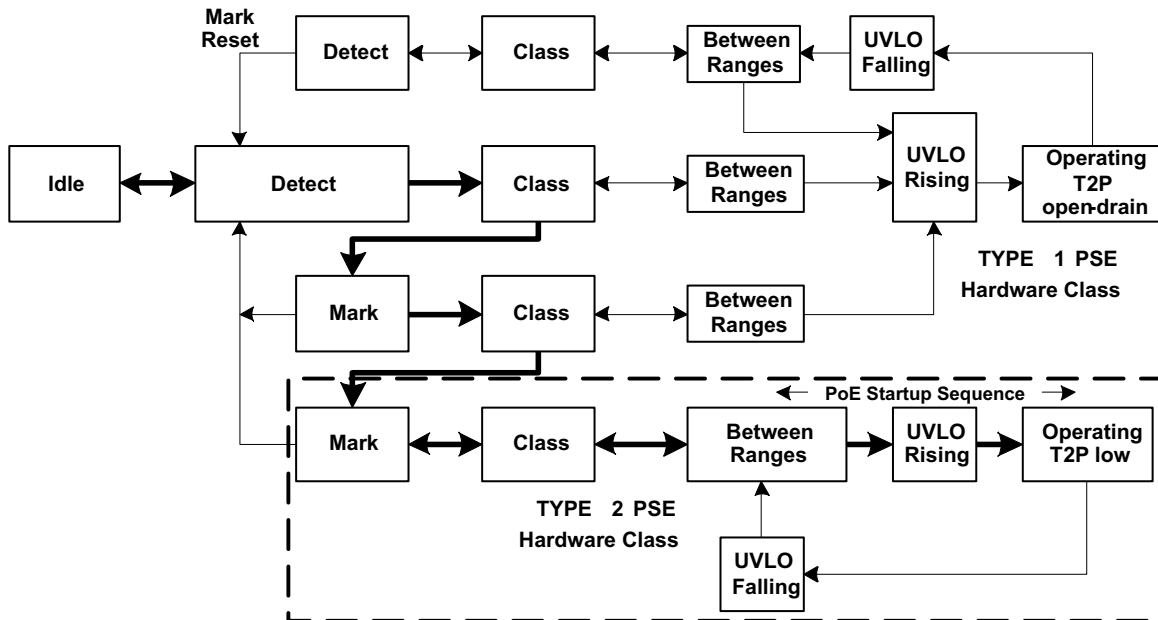 Mark
Reset
Detect
Class
Between
Ranges
UVLO
Falling
Idle
Detect
Class
Between
Ranges
UVLO
Rising
Operating
T2P
open-drain
TYPE 1 PSE
Hardware Class
Mark
Class
Between
Ranges
PoE Startup Sequence
Mark
Class
Between
Ranges
UVLO
Rising
Operating
T2P low
TYPE 2 PSE
Hardware Class
UVLO
Falling